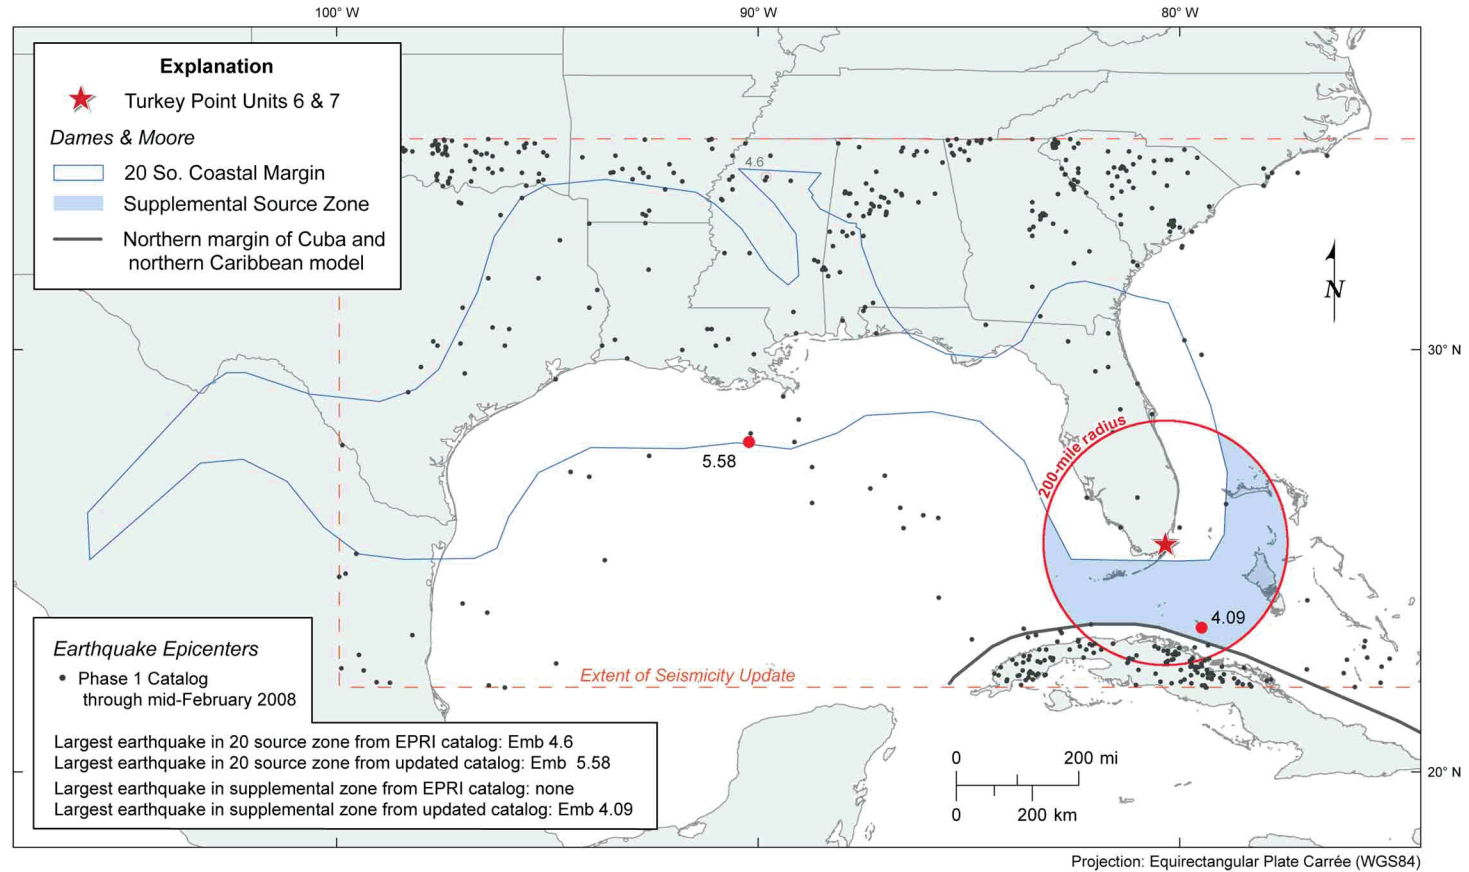 100° W
90° W
80° W
Explanation
Turkey Point Units 6 & 7
Dames & Moore
20 So. Coastal Margin
Supplemental Source Zone
Northern margin of Cuba and
northern Caribbean model
4.6
N
30° N
200-mile radius
5.58
4.09
Extent of Seismicity Update
Earthquake Epicenters
Phase 1 Catalog
through mid-February 2008
Largest earthquake in 20 source zone from EPRI catalog: Emb 4.6
Largest earthquake in 20 source zone from updated catalog: Emb 5.58
Largest earthquake in supplemental zone from EPRI catalog: none
Largest earthquake in supplemental zone from updated catalog: Emb 4.09
0 200 mi
0 200 km
20° N
Projection: Equirectangular Plate Carrée (WGS84)